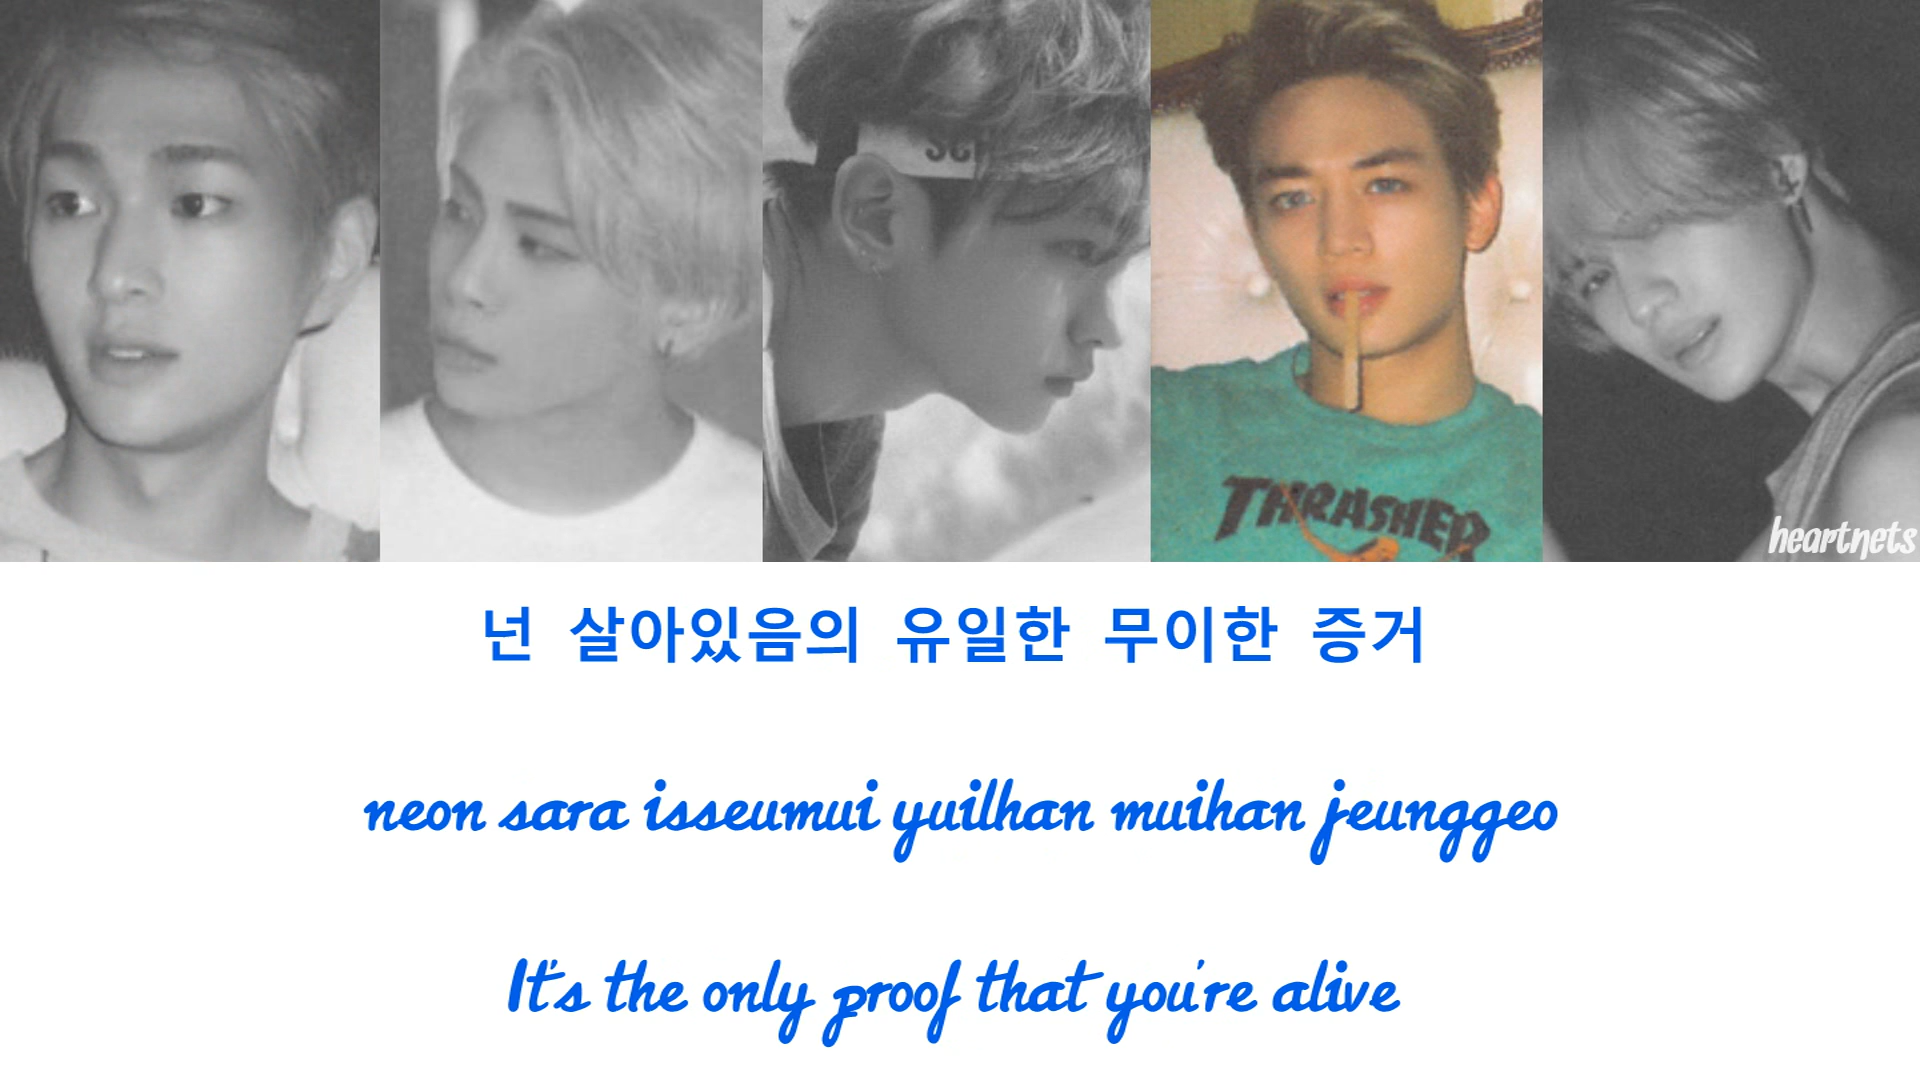 THRASHER
heartnets
넌 살아있음의 유일한 무이한 증거
neon sara isseumui yuilhan muihan jeunggeo
It's the only proof that you're alive